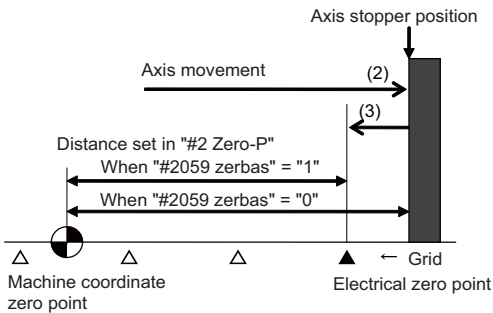 Axis stopper position
Axis movement
(2)
(3)
Distance set in "#2 Zero-P"
When "#2059 zerbas" = "1"
When "#2059 zerbas" = "0"
← Grid
Machine coordinate
zero point
Electrical zero point